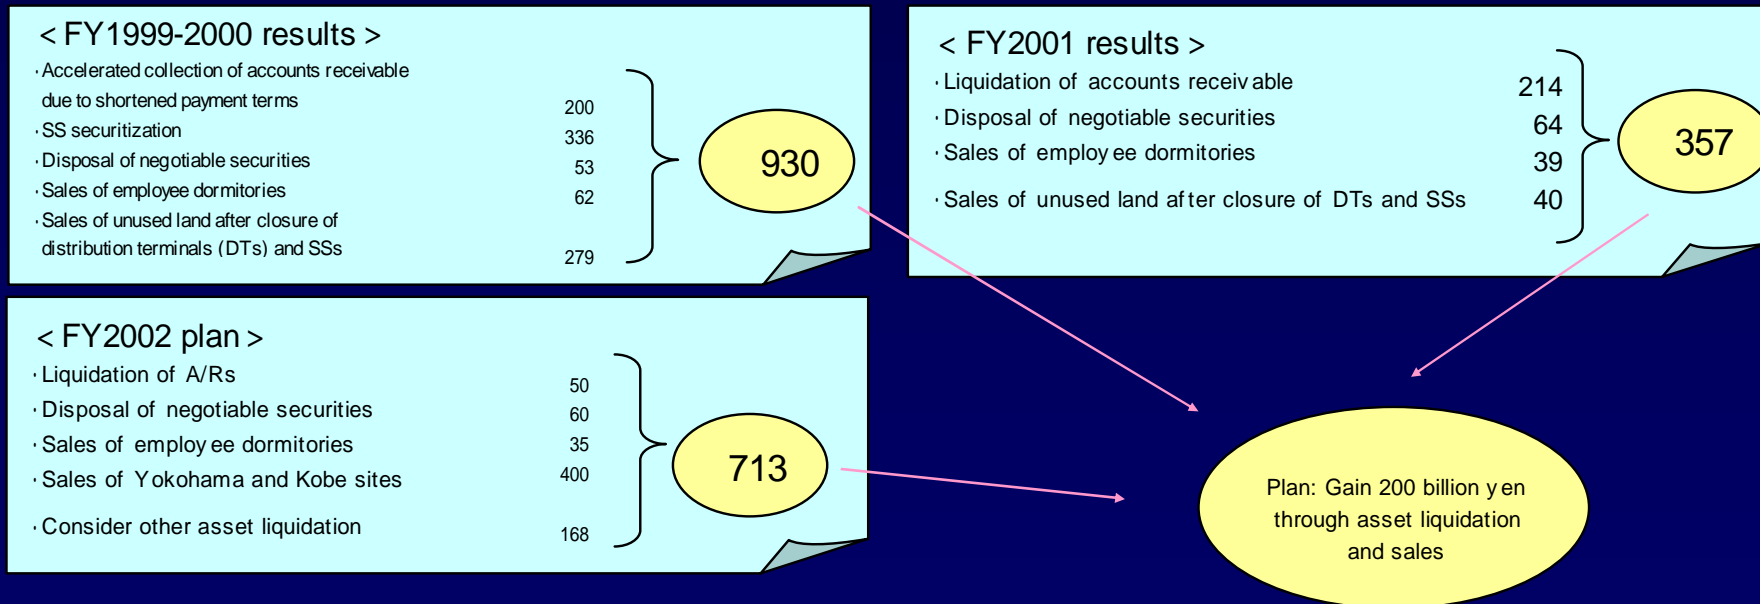 < FY1999-2000 results >
·Accelerated collection of accounts receivable
due to shortened payment terms 200
·SS securitization 336
·Disposal of negotiable securities 53
·Sales of employee dormitories 62
·Sales of unused land after closure of
distribution terminals (DTs) and SSs 279
930
< FY2001 results >
·Liquidation of accounts receivable 214
·Disposal of negotiable securities 64
·Sales of employee dormitories 39
·Sales of unused land after closure of DTs and SSs 40
357
< FY2002 plan >
·Liquidation of A/Rs 50
·Disposal of negotiable securities 60
·Sales of employee dormitories 35
·Sales of Yokohama and Kobe sites 400
·Consider other asset liquidation 168
713
Plan: Gain 200 billion yen
through asset liquidation
and sales